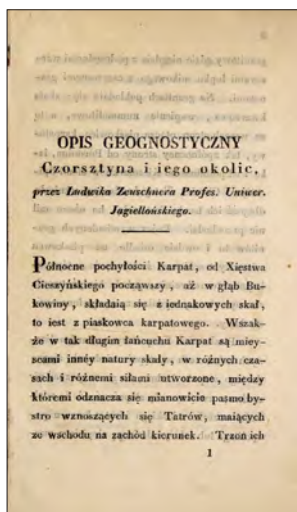 OPIS GEOGNOSTYCZNY
Czorsztyna i iego okolic,
przez Ludwika Zeuschnera Profes. Uniwer.
Jagiellońskiego.
Północne pochyłości Karpat, od Xięstwa
Cieszyńskiego począwszy, aż w głąb Bu-
kowiny, składaią się z iednakowych skał,
to iest z piaskowca karpatowego. Wszak-
że w tak długim łańcuchu Karpat są miey-
scami innéy natury skały, w różnych cza-
sach i różnemi siłami utworzone, między
któremi odznacza się mianowicie pasmo by-
stro wznoszących się Tatrów, maiących
ze wschodu na zachód kierunek. Trzon ich
1